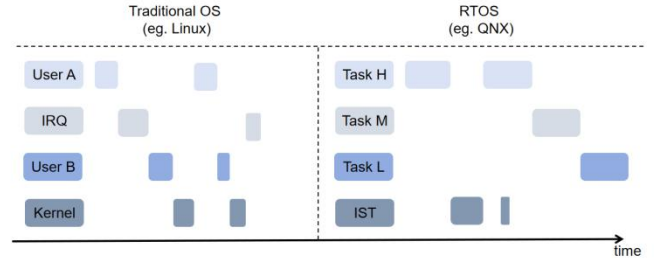 Traditional OS
(eg. Linux)
RTOS
(eg. QNX)
User A
Task H
IRQ
Task M
User B
Task L
Kernel
IST
time